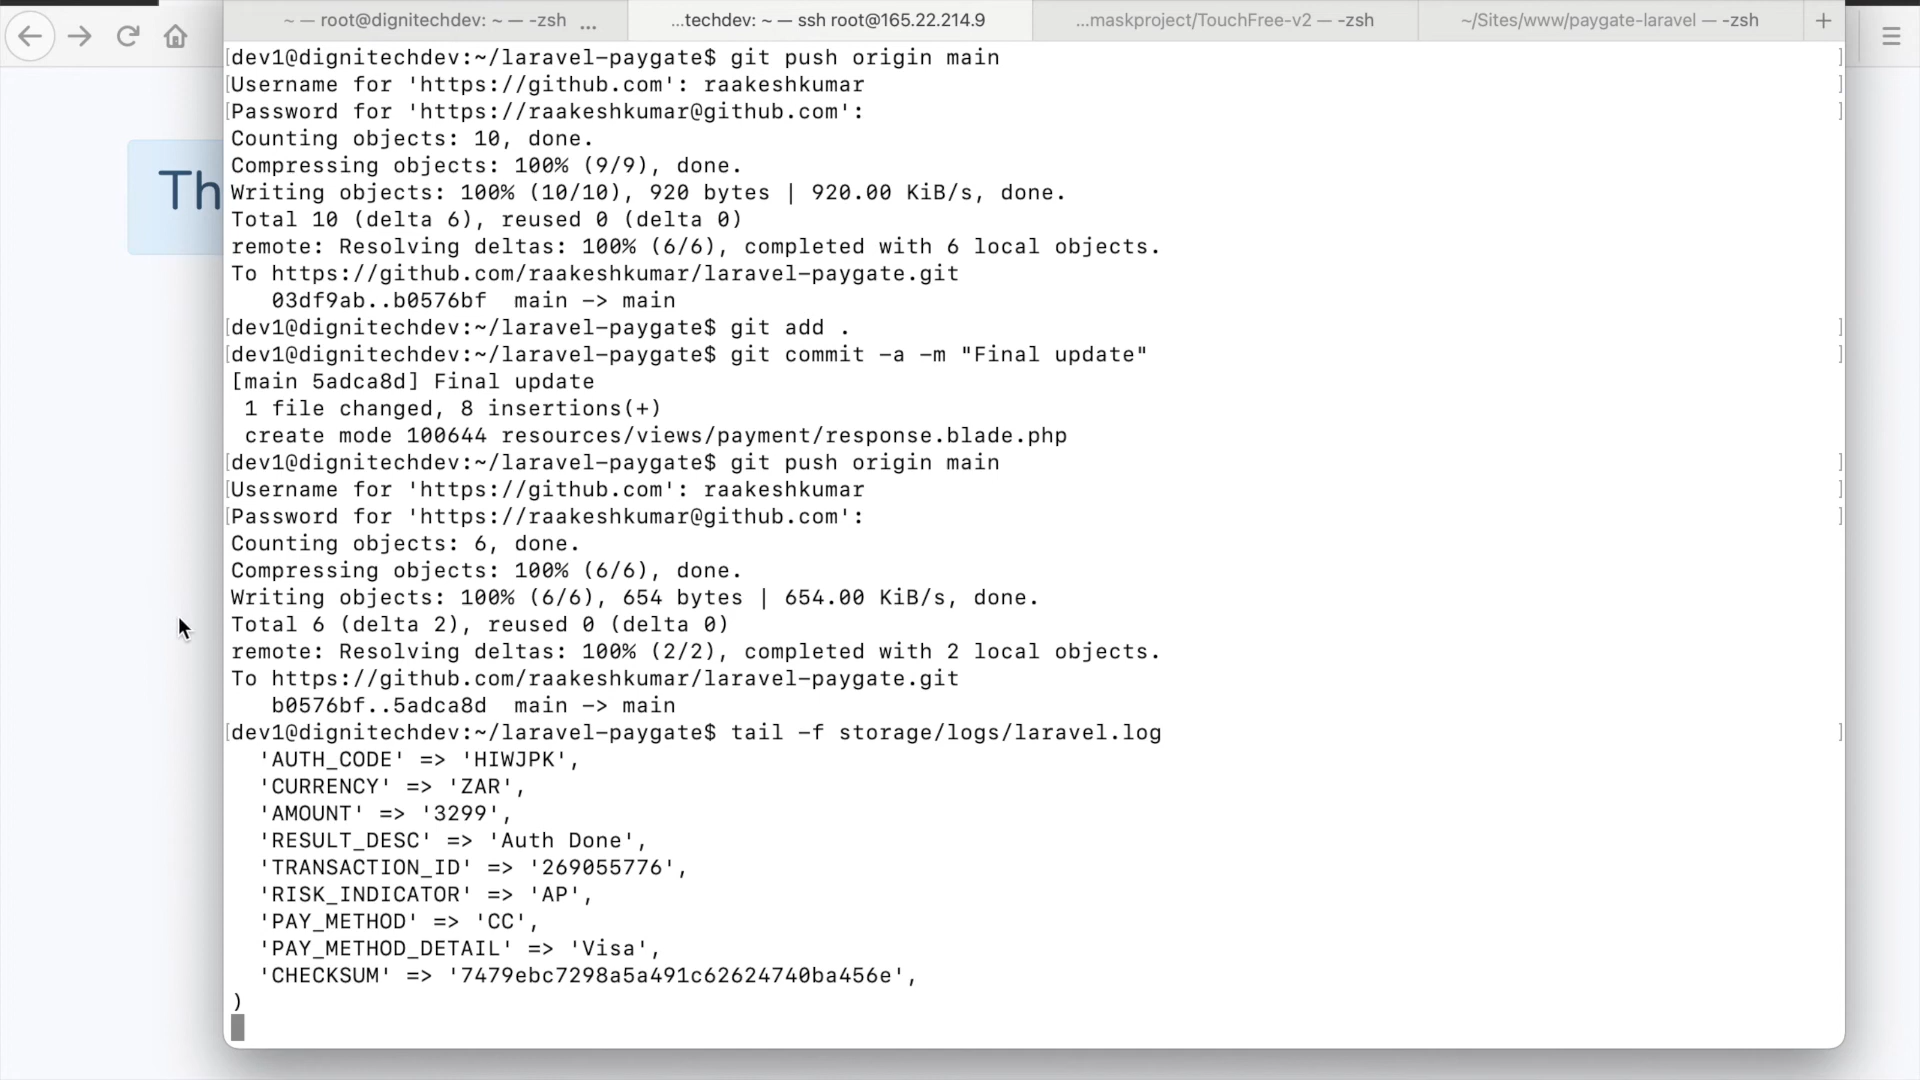 ~ — root@dignitechdev: ~ — -zsh ...
...techdev: ~ — ssh root@165.22.214.9
...maskproject/TouchFree-v2 — -zsh
~/Sites/www/paygate-laravel — -zsh
+
Th
[dev1@dignitechdev:~/laravel-paygate$ git push origin main ]
[Username for 'https://github.com': raakeshkumar ]
[Password for 'https://raakeshkumar@github.com': ]
Counting objects: 10, done.
Compressing objects: 100% (9/9), done.
Writing objects: 100% (10/10), 920 bytes | 920.00 KiB/s, done.
Total 10 (delta 6), reused 0 (delta 0)
remote: Resolving deltas: 100% (6/6), completed with 6 local objects.
To https://github.com/raakeshkumar/laravel-paygate.git
   03df9ab..b0576bf  main -> main
[dev1@dignitechdev:~/laravel-paygate$ git add . ]
[dev1@dignitechdev:~/laravel-paygate$ git commit -a -m "Final update" ]
[main 5adca8d] Final update
 1 file changed, 8 insertions(+)
 create mode 100644 resources/views/payment/response.blade.php
[dev1@dignitechdev:~/laravel-paygate$ git push origin main ]
[Username for 'https://github.com': raakeshkumar ]
[Password for 'https://raakeshkumar@github.com': ]
Counting objects: 6, done.
Compressing objects: 100% (6/6), done.
Writing objects: 100% (6/6), 654 bytes | 654.00 KiB/s, done.
Total 6 (delta 2), reused 0 (delta 0)
remote: Resolving deltas: 100% (2/2), completed with 2 local objects.
To https://github.com/raakeshkumar/laravel-paygate.git
   b0576bf..5adca8d  main -> main
[dev1@dignitechdev:~/laravel-paygate$ tail -f storage/logs/laravel.log ]
  'AUTH_CODE' => 'HIWJPK',
  'CURRENCY' => 'ZAR',
  'AMOUNT' => '3299',
  'RESULT_DESC' => 'Auth Done',
  'TRANSACTION_ID' => '269055776',
  'RISK_INDICATOR' => 'AP',
  'PAY_METHOD' => 'CC',
  'PAY_METHOD_DETAIL' => 'Visa',
  'CHECKSUM' => '7479ebc7298a5a491c62624740ba456e',
)